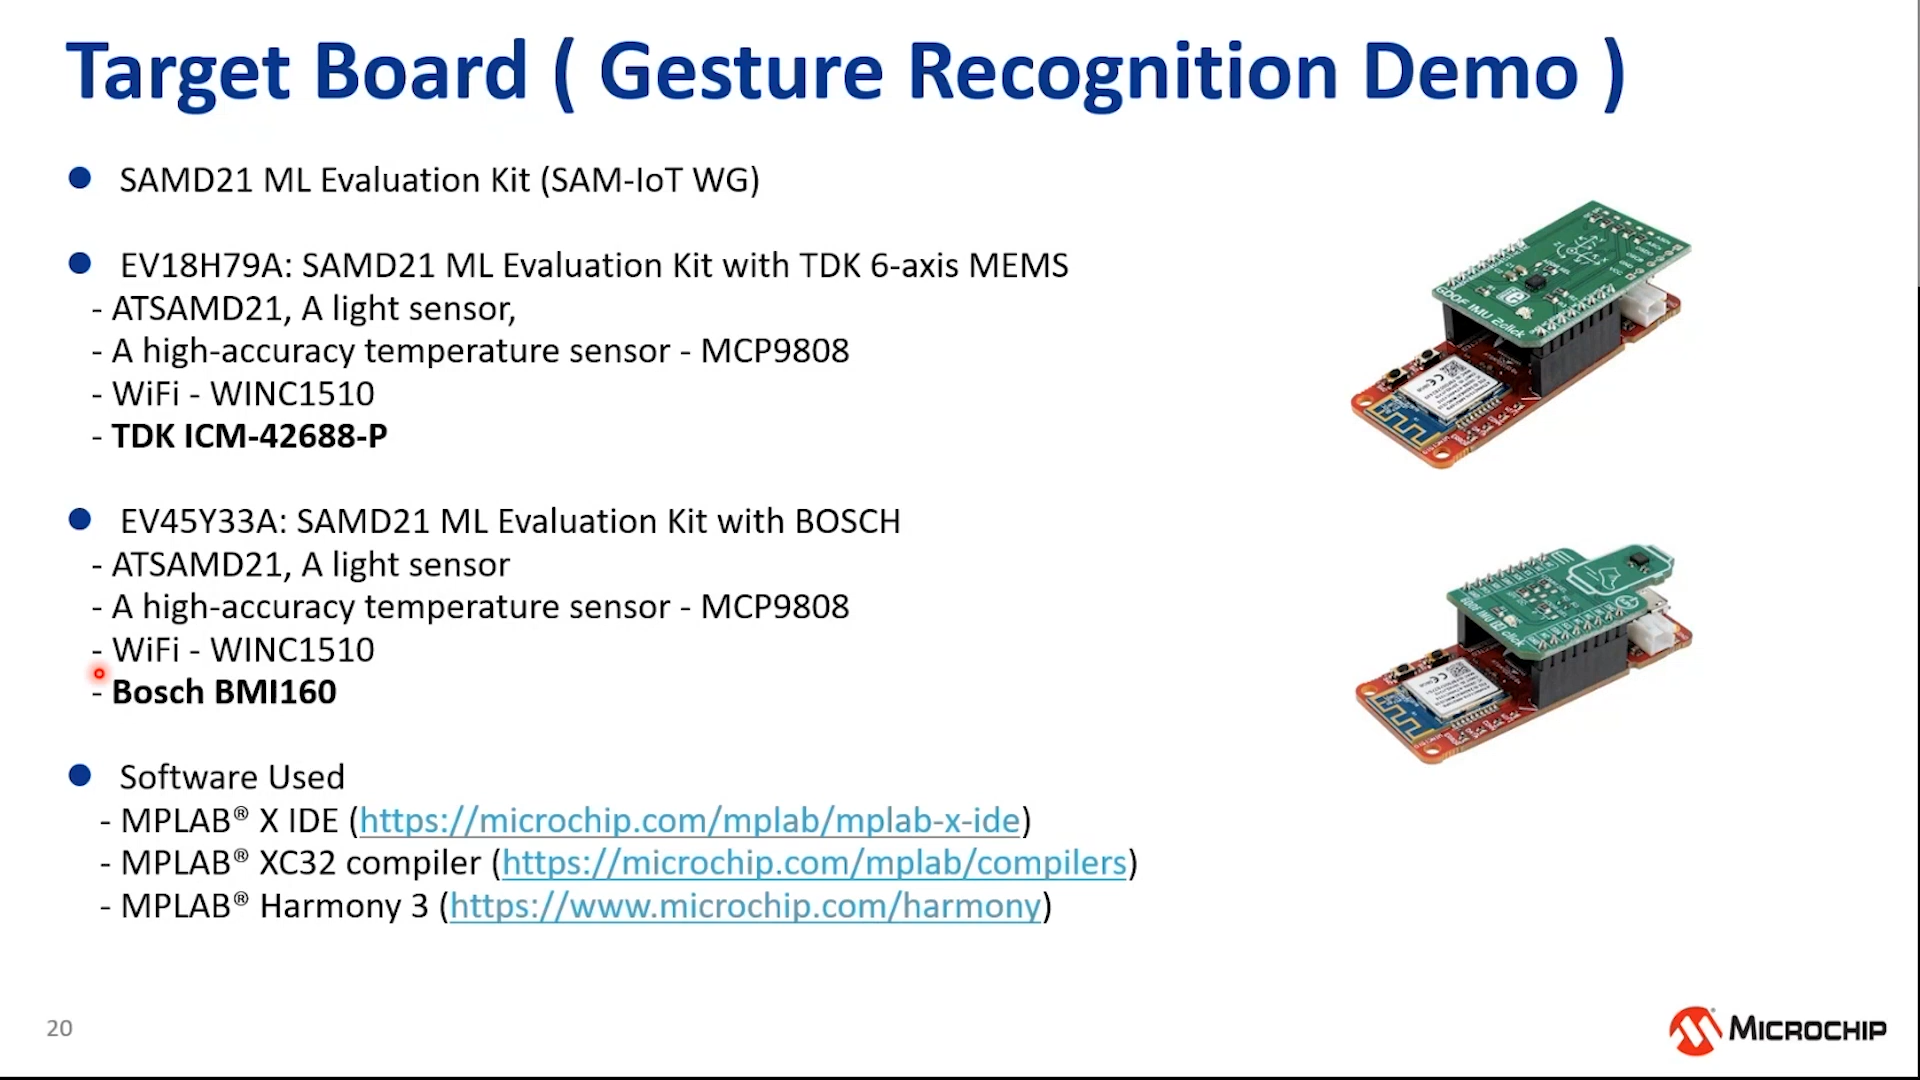 Target Board ( Gesture Recognition Demo )
SAMD21 ML Evaluation Kit (SAM-IoT WG)
EV18H79A: SAMD21 ML Evaluation Kit with TDK 6-axis MEMS
- ATSAMD21, A light sensor,
- A high-accuracy temperature sensor - MCP9808
- WiFi - WINC1510
- TDK ICM-42688-P
EV45Y33A: SAMD21 ML Evaluation Kit with BOSCH
- ATSAMD21, A light sensor
- A high-accuracy temperature sensor - MCP9808
- WiFi - WINC1510
- Bosch BMI160
Software Used
- MPLAB® X IDE (https://microchip.com/mplab/mplab-x-ide)
- MPLAB® XC32 compiler (https://microchip.com/mplab/compilers)
- MPLAB® Harmony 3 (https://www.microchip.com/harmony)
6DOF IMU 2 click
20
MICROCHIP